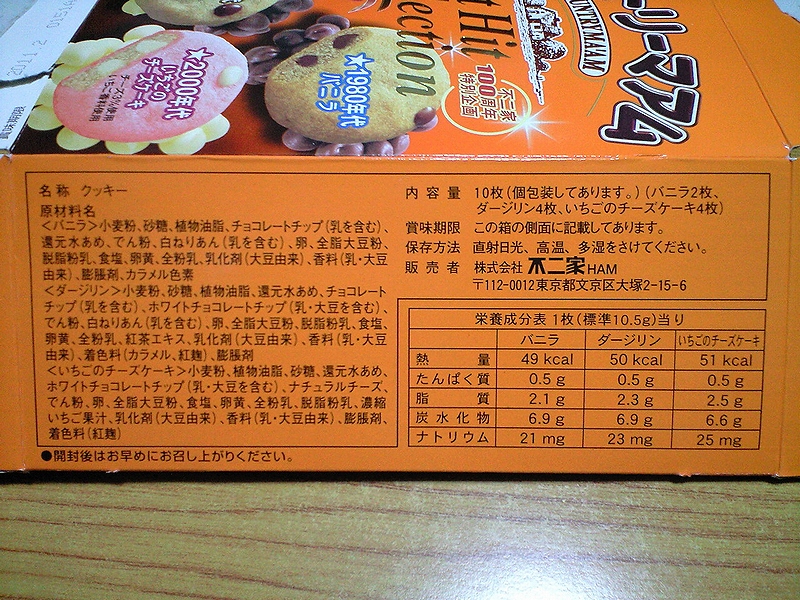 t Hit
lection
COUNTRY MA'AM
ーリーマアム
不二家
100周年
特別企画
★1980年代
バニラ
★2000年代
いちごの
チーズケーキ
名称 クッキー
原材料名
<バニラ>小麦粉、砂糖、植物油脂、チョコレートチップ(乳を含む)、
還元水あめ、でん粉、白ねりあん(乳を含む)、卵、全脂大豆粉、
脱脂粉乳、食塩、卵黄、全粉乳、乳化剤(大豆由来)、香料(乳・大豆
由来)、膨脹剤、カラメル色素
<ダージリン>小麦粉、砂糖、植物油脂、還元水あめ、チョコレート
チップ(乳を含む)、ホワイトチョコレートチップ(乳・大豆を含む)、
でん粉、白ねりあん(乳を含む)、卵、全脂大豆粉、脱脂粉乳、食塩、
卵黄、全粉乳、紅茶エキス、乳化剤(大豆由来)、香料(乳・大豆
由来)、着色料(カラメル、紅麹)、膨脹剤
<いちごのチーズケーキ>小麦粉、植物油脂、砂糖、還元水あめ、
ホワイトチョコレートチップ(乳・大豆を含む)、ナチュラルチーズ、
でん粉、卵、全脂大豆粉、食塩、卵黄、全粉乳、脱脂粉乳、濃縮
いちご果汁、乳化剤(大豆由来)、香料(乳・大豆由来)、膨脹剤、
着色料(紅麹)
●開封後はお早めにお召し上がりください。
内容量 10枚(個包装してあります。)(バニラ2枚、
ダージリン4枚、いちごのチーズケーキ4枚)
賞味期限 この箱の側面に記載してあります。
保存方法 直射日光、高温、多湿をさけてください。
販売者 株式会社 不二家 HAM
〒112-0012東京都文京区大塚2-15-6
栄養成分表 1枚(標準10.5g)当り
バニラ ダージリン いちごのチーズケーキ
熱量 49 kcal 50 kcal 51 kcal
たんぱく質 0.5 g 0.5 g 0.5 g
脂質 2.1 g 2.3 g 2.5 g
炭水化物 6.9 g 6.9 g 6.6 g
ナトリウム 21 mg 23 mg 25 mg